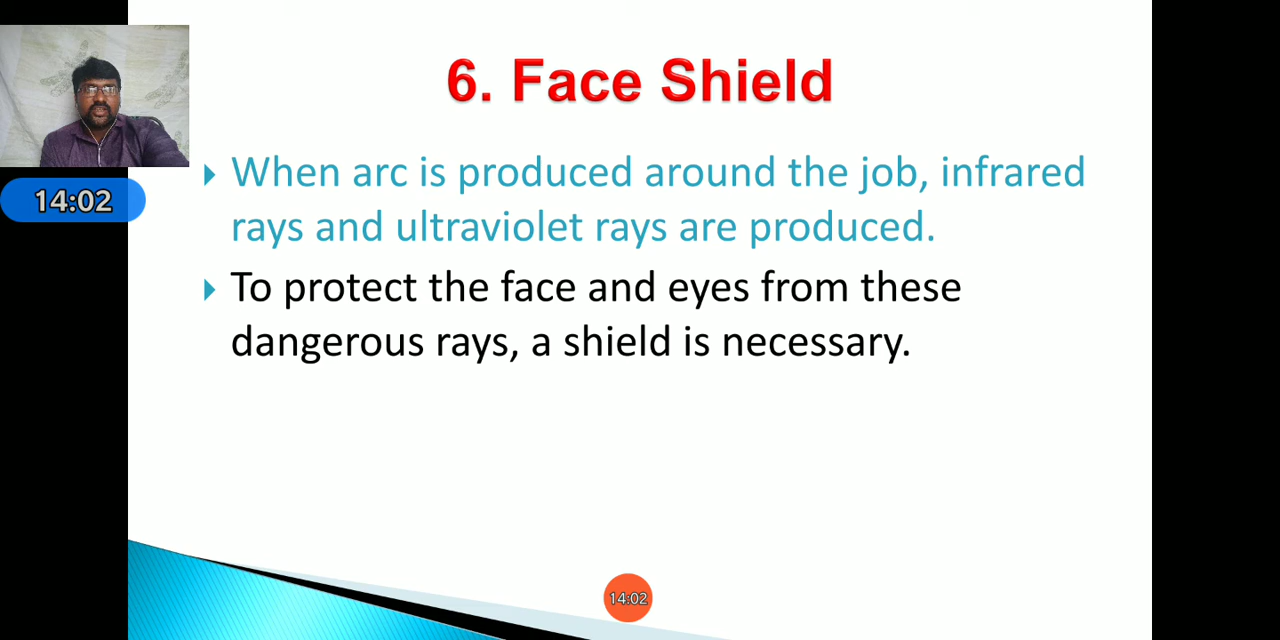 6. Face Shield
When arc is produced around the job, infrared
rays and ultraviolet rays are produced.
To protect the face and eyes from these
dangerous rays, a shield is necessary.
14:02
14:02